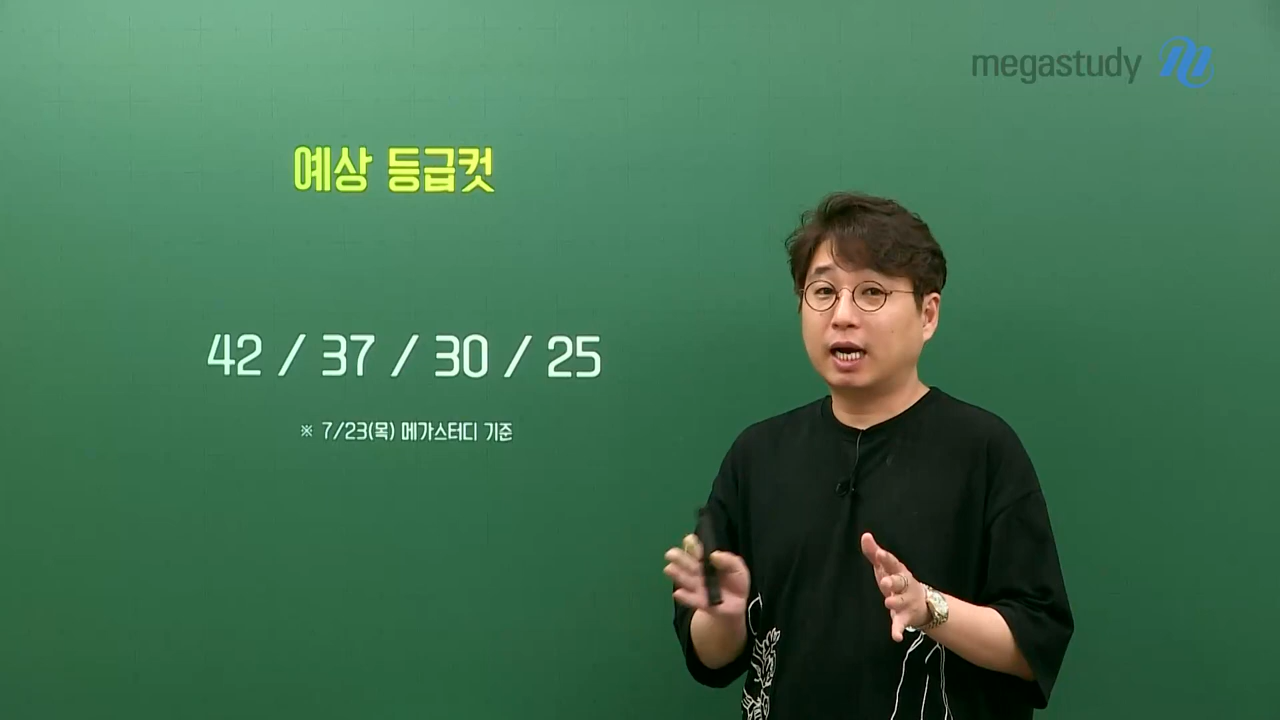 megastudy
예상 등급컷
42 / 37 / 30 / 25
※ 7/23(목) 메가스터디 기준